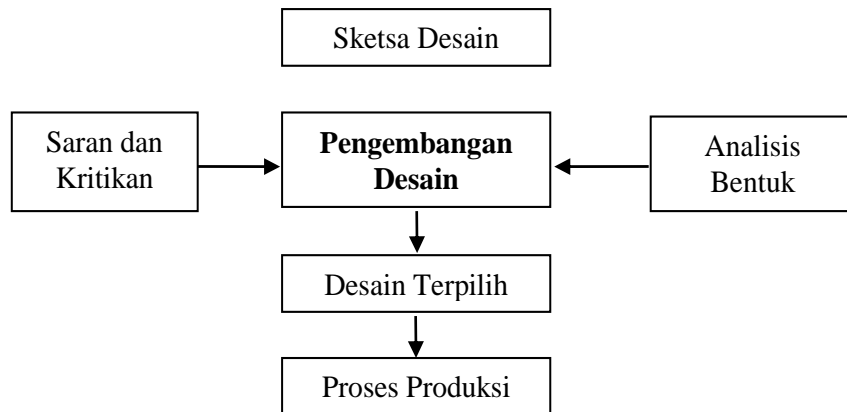 Sketsa Desain
Saran dan
Kritikan
Pengembangan
Desain
Analisis
Bentuk
Desain Terpilih
Proses Produksi